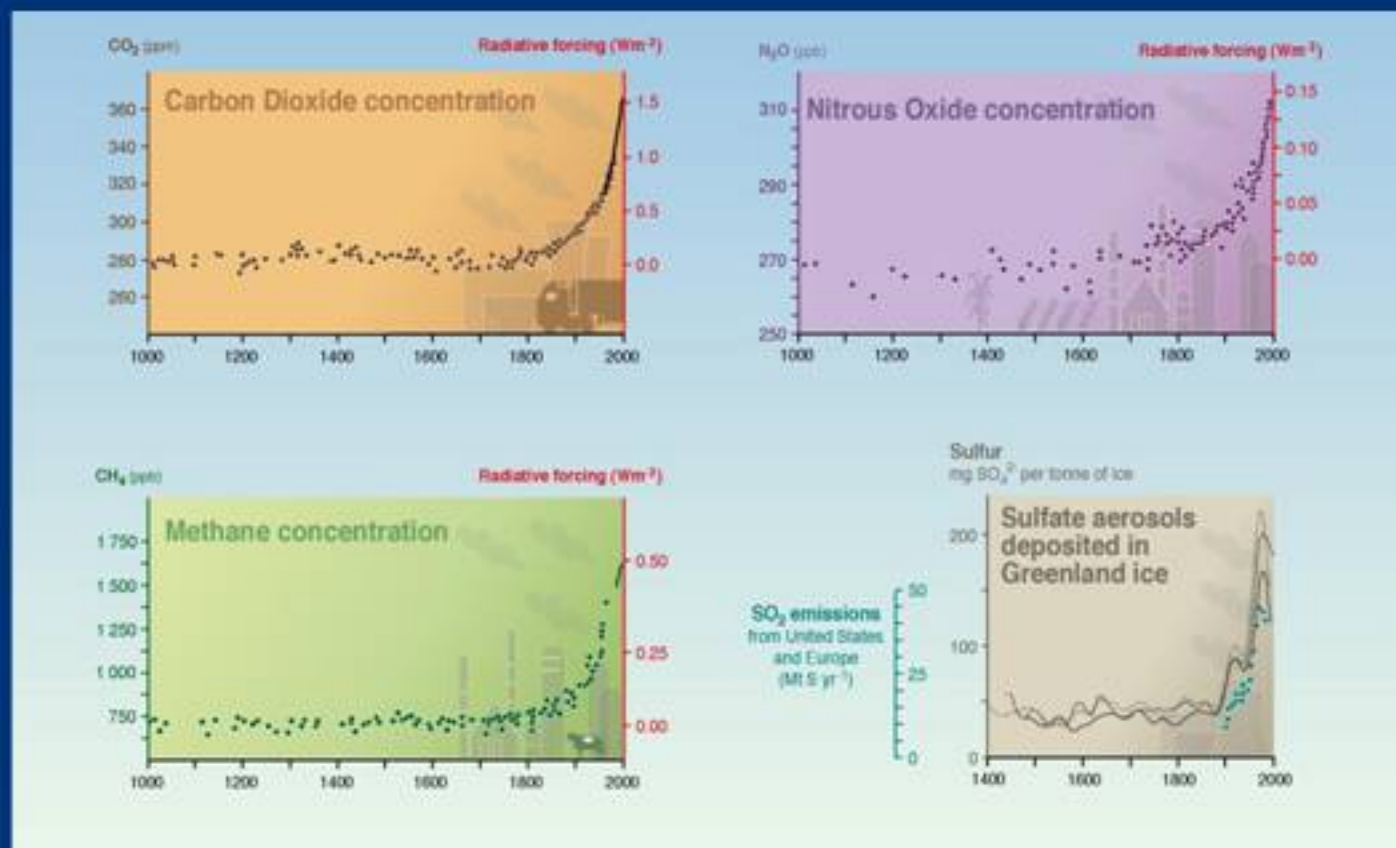 CO₂ (ppm)
Radiative forcing (Wm⁻²)
Carbon Dioxide concentration
360
340
320
300
280
260
1.5
1.0
0.5
0.0
1000 1200 1400 1600 1800 2000
N₂O (ppb)
Radiative forcing (Wm⁻²)
Nitrous Oxide concentration
310
290
270
250
0.15
0.10
0.05
0.00
1000 1200 1400 1600 1800 2000
CH₄ (ppb)
Radiative forcing (Wm⁻²)
Methane concentration
1 750
1 500
1 250
1 000
750
0.50
0.25
0.00
1000 1200 1400 1600 1800 2000
Sulfur
mg SO₄²⁻ per tonne of ice
Sulfate aerosols
deposited in
Greenland ice
200
100
0
SO₂ emissions
from United States
and Europe
(Mt S yr⁻¹)
50
25
0
1400 1600 1800 2000